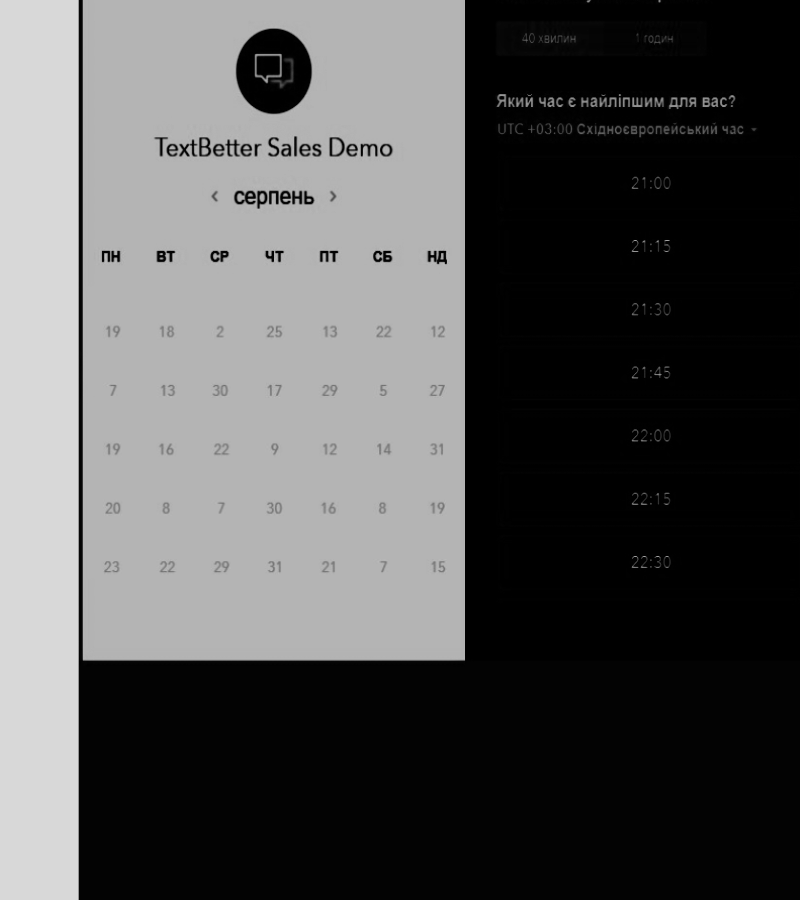 TextBetter Sales Demo
серпень
ПН ВТ СР ЧТ ПТ СБ НД
19 18 2 25 13 22 12
7 13 30 17 29 5 27
19 16 22 9 12 14 31
20 8 7 30 16 8 19
23 22 29 31 21 7 15
40 хвилин 1 годин
Який час є найліпшим для вас?
UTC +03:00 Східноєвропейський час
21:00
21:15
21:30
21:45
22:00
22:15
22:30